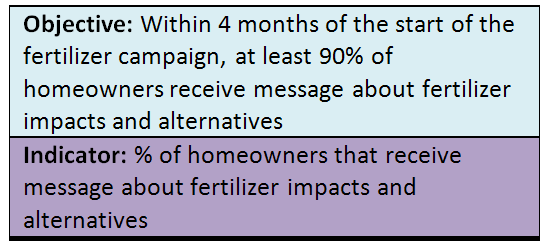 Objective: Within 4 months of the start of the
fertilizer campaign, at least 90% of
homeowners receive message about fertilizer
impacts and alternatives
Indicator: % of homeowners that receive
message about fertilizer impacts and
alternatives